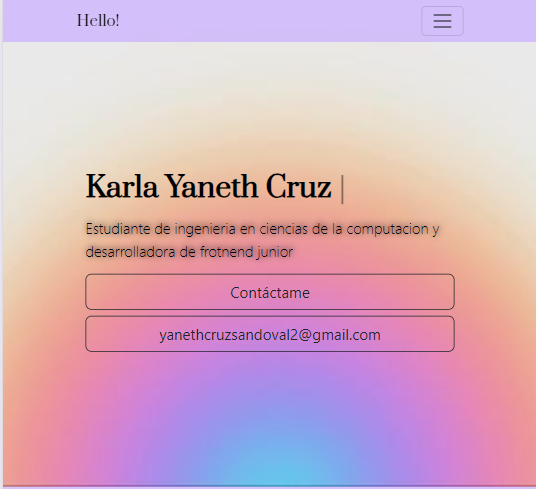 Hello!
Karla Yaneth Cruz |
Estudiante de ingenieria en ciencias de la computacion y
desarrolladora de frotnend junior
Contáctame
yanethcruzsandoval2@gmail.com